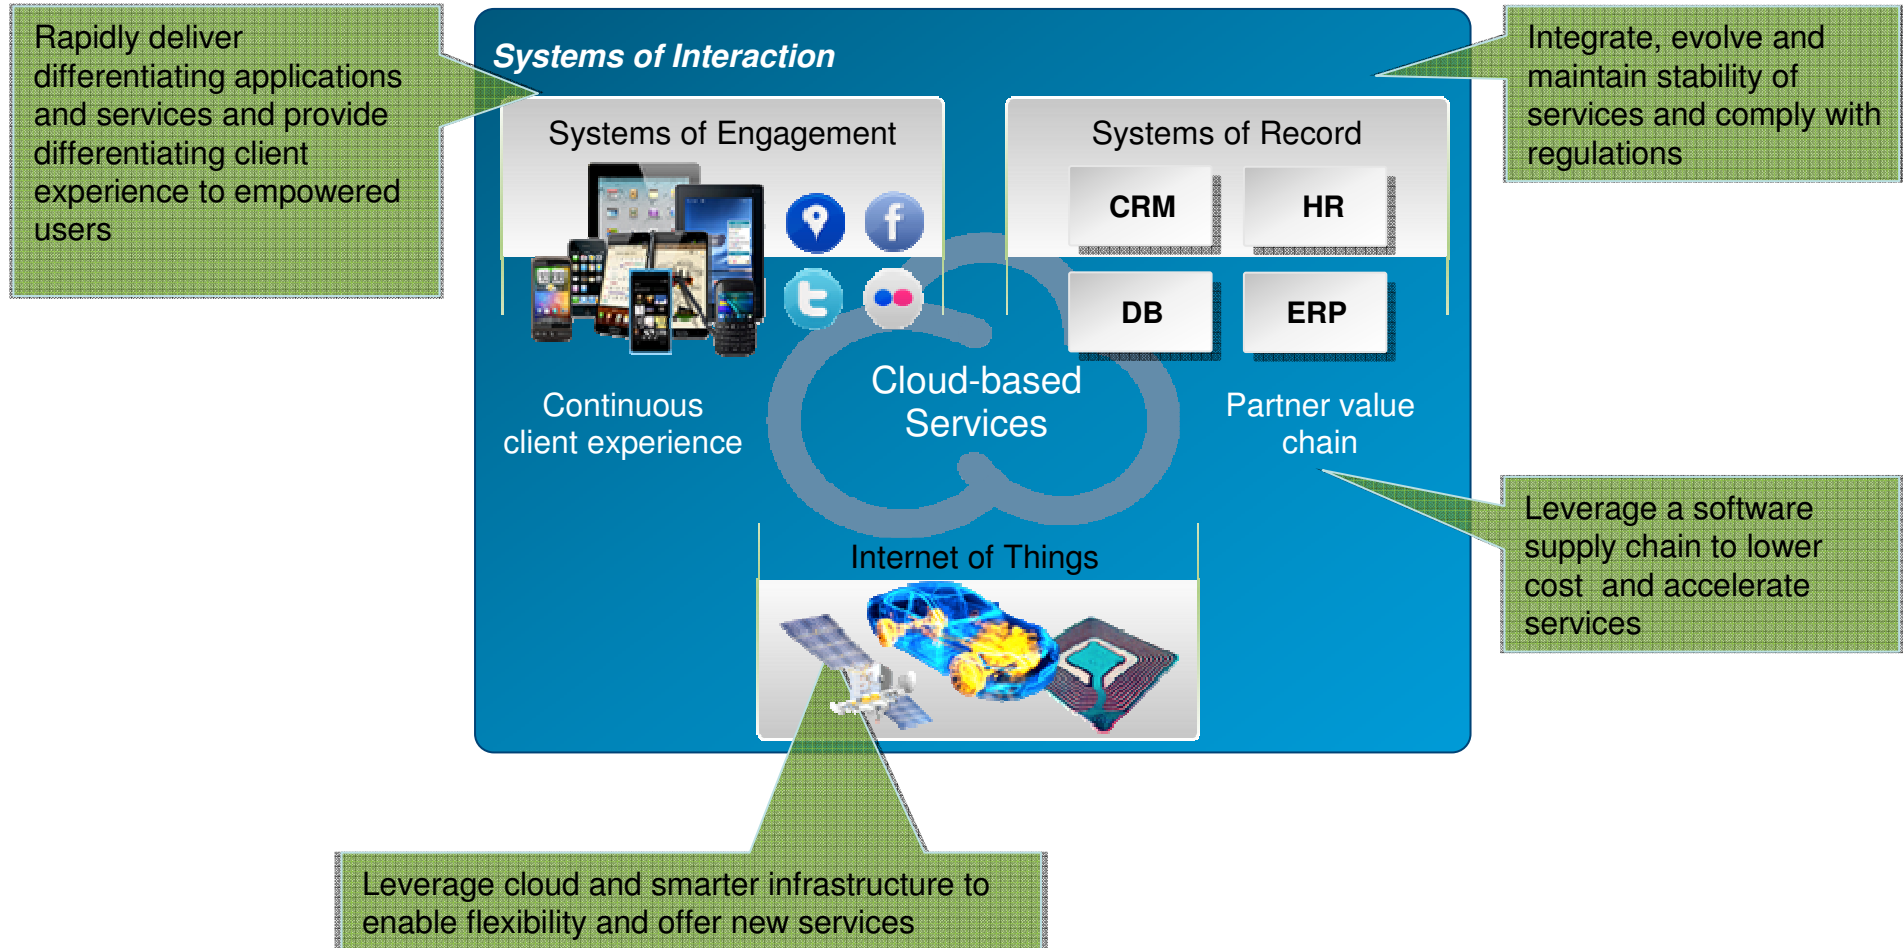 Rapidly deliver
differentiating applications
and services and provide
differentiating client
experience to empowered
users
Systems of Interaction
Integrate, evolve and
maintain stability of
services and comply with
regulations
Systems of Engagement
Systems of Record
CRM
HR
DB
ERP
Continuous
client experience
Cloud-based
Services
Partner value
chain
Leverage a software
supply chain to lower
cost  and accelerate
services
Internet of Things
Leverage cloud and smarter infrastructure to
enable flexibility and offer new services